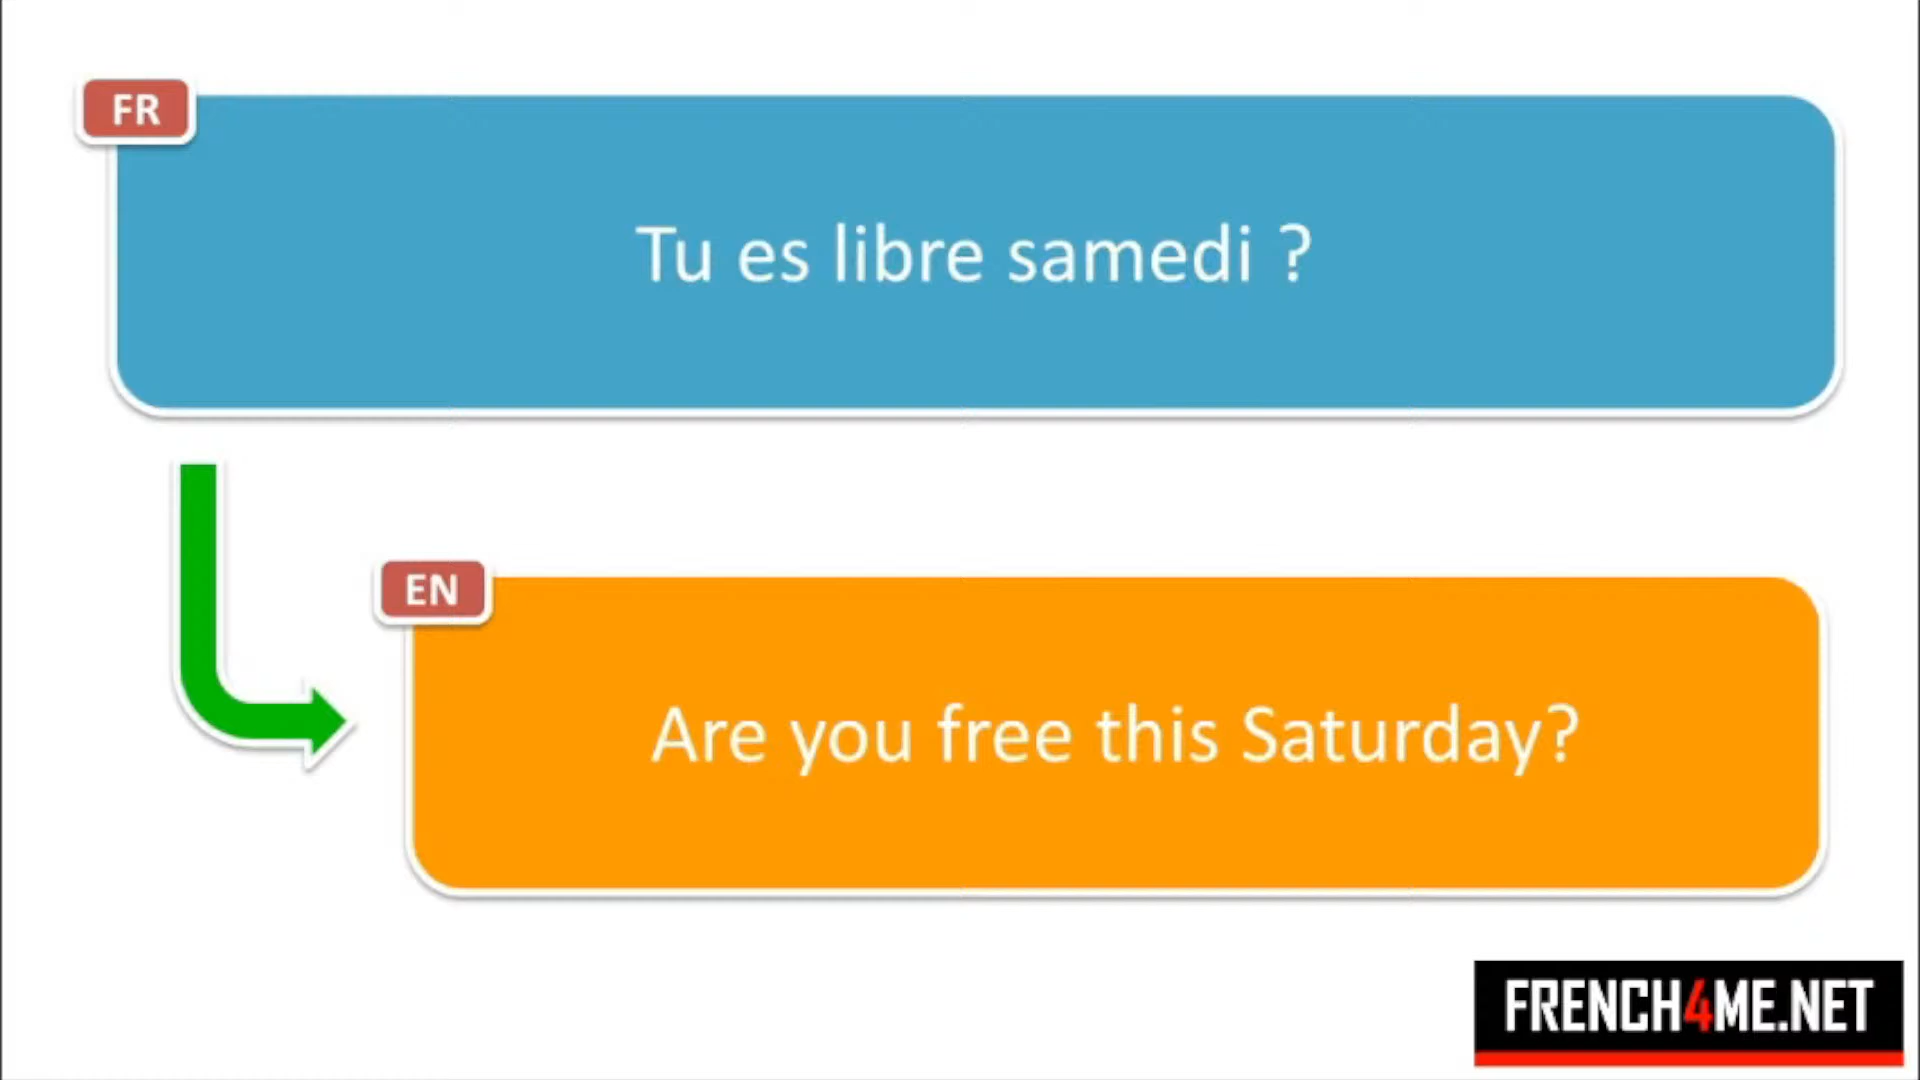 FR
Tu es libre samedi ?
EN
Are you free this Saturday?
FRENCH4ME.NET